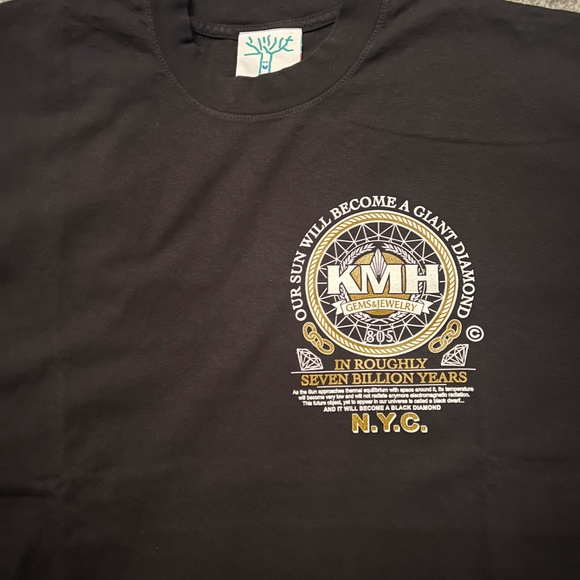 OUR SUN WILL BECOME A GIANT DIAMOND
KMH
GEMS&JEWELRY
805
©
IN ROUGHLY
SEVEN BILLION YEARS
As the Sun approaches thermal equilibrium with space around it, its temperature
will become very low and will not radiate anymore electromagnetic radiation.
This future object, yet to appear in our universe is called a black dwarf...
AND IT WILL BECOME A BLACK DIAMOND
N.Y.C.